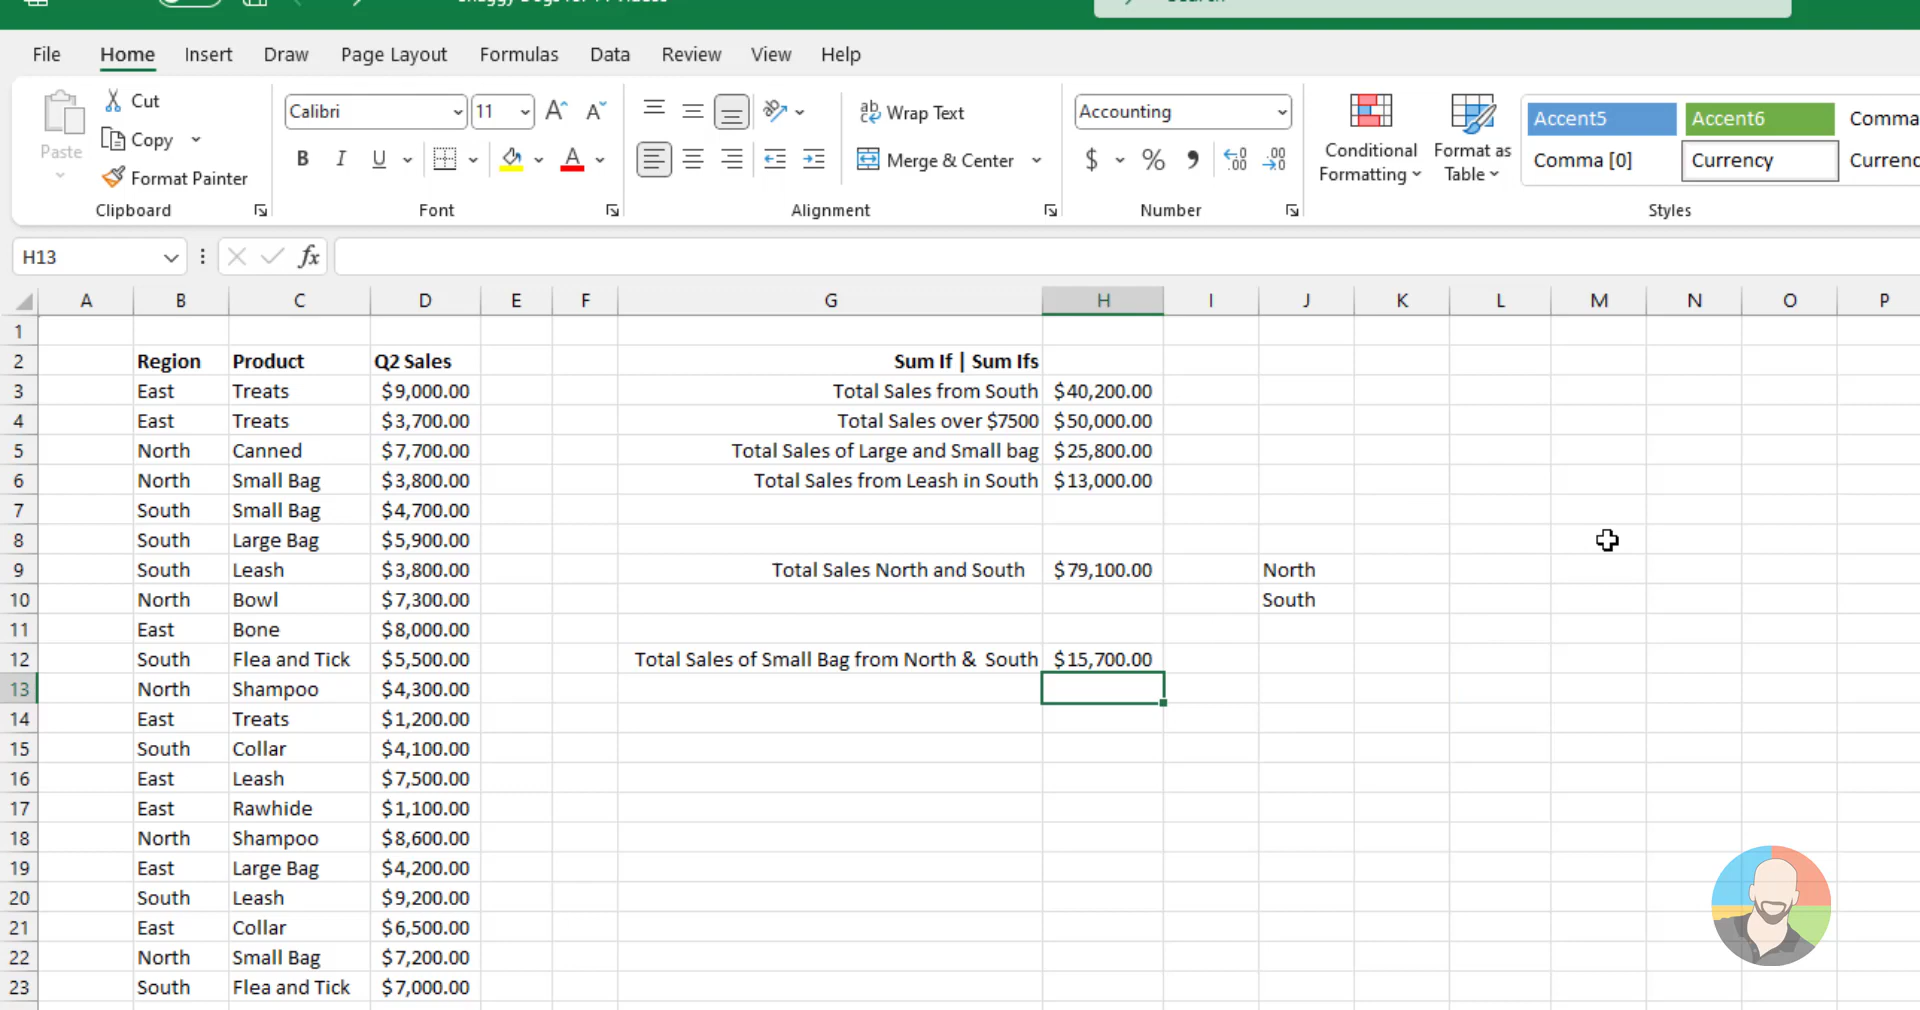 File Home Insert Draw Page Layout Formulas Data Review View Help
Cut
Copy
Format Painter
Paste
Clipboard
Calibri 11 A A
B I U A
Font
ab Wrap Text
Merge & Center
Alignment
Accounting
$ % 9 .00 .00
Number
Conditional Formatting
Format as Table
Accent5 Accent6 Comma
Comma [0] Currency Currenc
Styles
H13 fx
A B C D E F G H I J K L M N O P
1
2 Region Product Q2 Sales Sum If | Sum Ifs
3 East Treats $9,000.00 Total Sales from South $40,200.00
4 East Treats $3,700.00 Total Sales over $7500 $50,000.00
5 North Canned $7,700.00 Total Sales of Large and Small bag $25,800.00
6 North Small Bag $3,800.00 Total Sales from Leash in South $13,000.00
7 South Small Bag $4,700.00
8 South Large Bag $5,900.00
9 South Leash $3,800.00 Total Sales North and South $79,100.00 North
10 North Bowl $7,300.00 South
11 East Bone $8,000.00
12 South Flea and Tick $5,500.00 Total Sales of Small Bag from North & South $15,700.00
13 North Shampoo $4,300.00
14 East Treats $1,200.00
15 South Collar $4,100.00
16 East Leash $7,500.00
17 East Rawhide $1,100.00
18 North Shampoo $8,600.00
19 East Large Bag $4,200.00
20 South Leash $9,200.00
21 East Collar $6,500.00
22 North Small Bag $7,200.00
23 South Flea and Tick $7,000.00